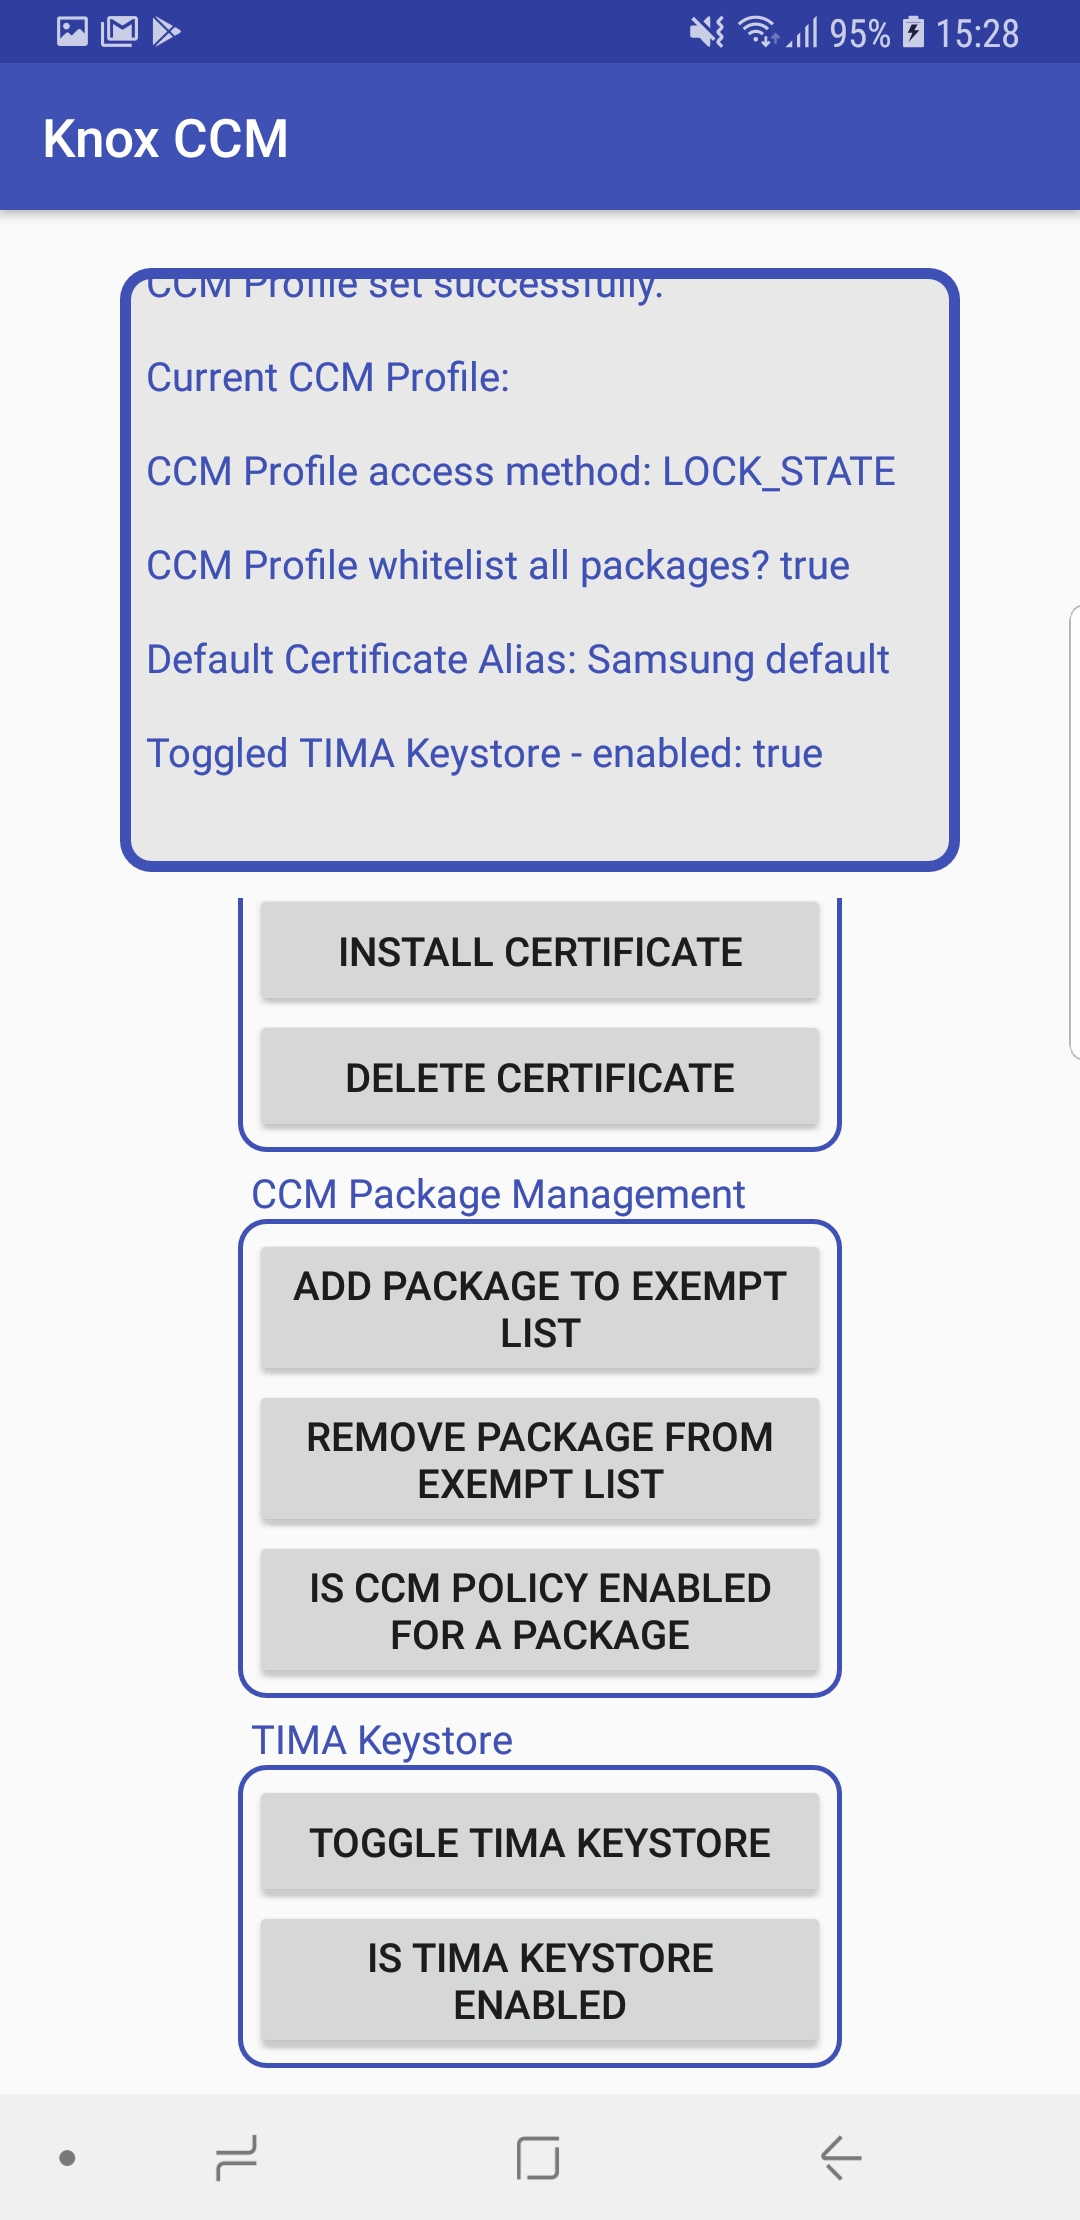 95% 15:28
Knox CCM
CCM Profile set successfully.
Current CCM Profile:
CCM Profile access method: LOCK_STATE
CCM Profile whitelist all packages? true
Default Certificate Alias: Samsung default
Toggled TIMA Keystore - enabled: true
INSTALL CERTIFICATE
DELETE CERTIFICATE
CCM Package Management
ADD PACKAGE TO EXEMPT
LIST
REMOVE PACKAGE FROM
EXEMPT LIST
IS CCM POLICY ENABLED
FOR A PACKAGE
TIMA Keystore
TOGGLE TIMA KEYSTORE
IS TIMA KEYSTORE
ENABLED